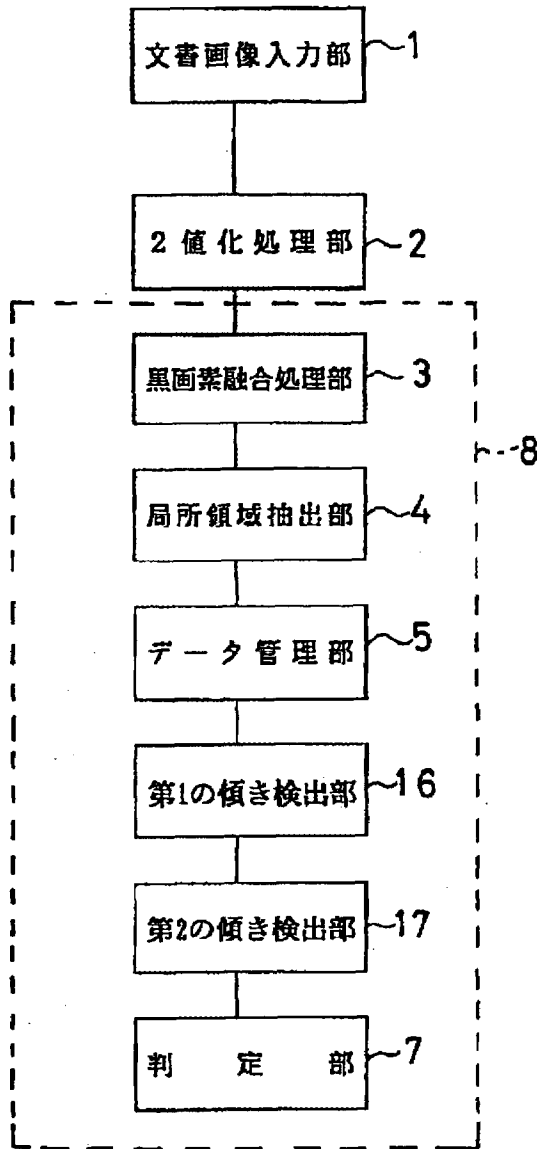 文書画像入力部 1
2値化処理部 2
黒画素融合処理部 3
8
局所領域抽出部 4
データ管理部 5
第1の傾き検出部 16
第2の傾き検出部 17
判定部 7